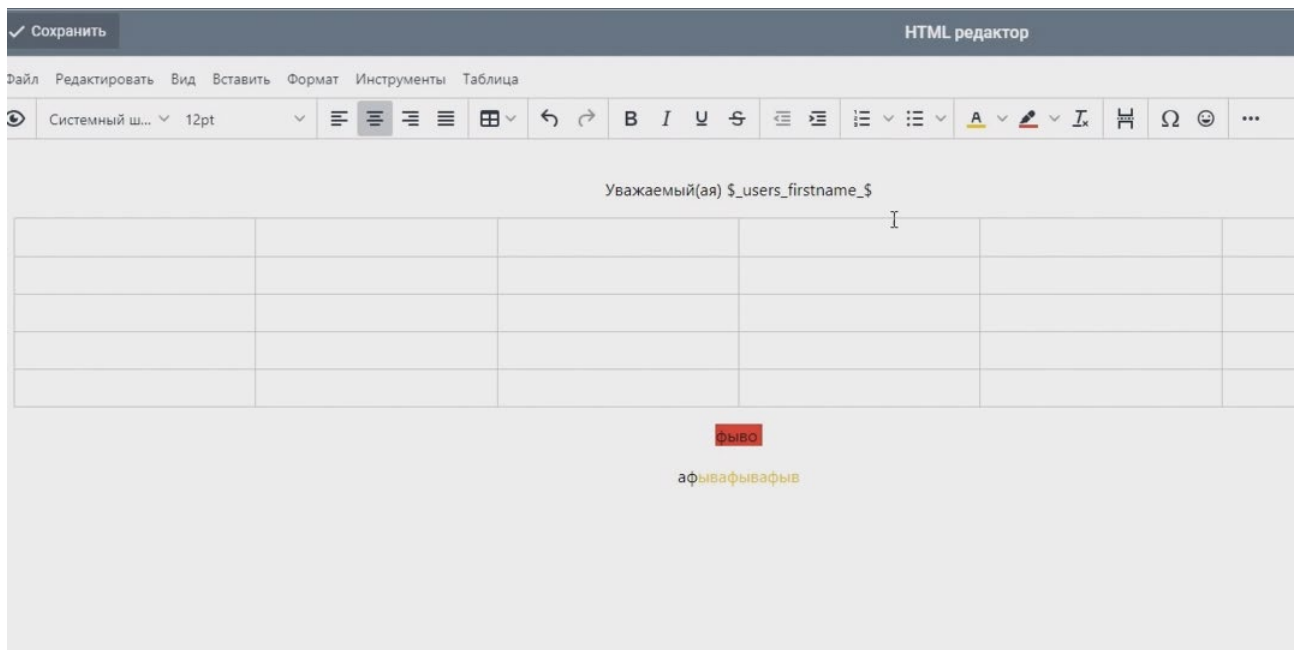 Сохранить HTML редактор
Файл Редактировать Вид Вставить Формат Инструменты Таблица
Системный ш... 12pt B I U S A Ω
Уважаемый(ая) $_users_firstname_$
фыво
афывафывафыв